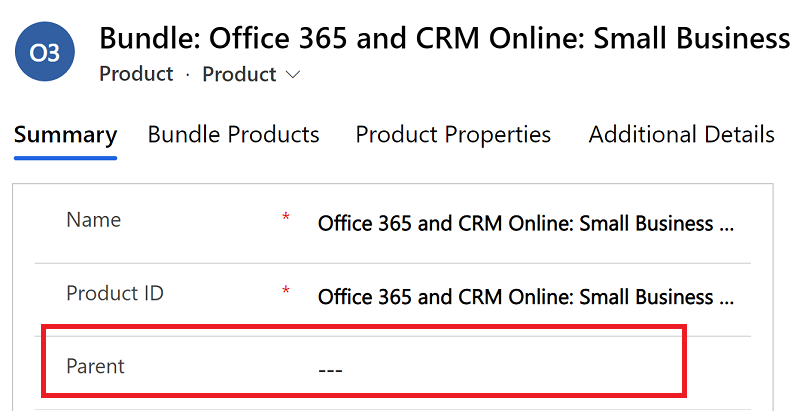 O3
Bundle: Office 365 and CRM Online: Small Business
Product · Product
Summary Bundle Products Product Properties Additional Details
Name * Office 365 and CRM Online: Small Business ...
Product ID * Office 365 and CRM Online: Small Business ...
Parent ---